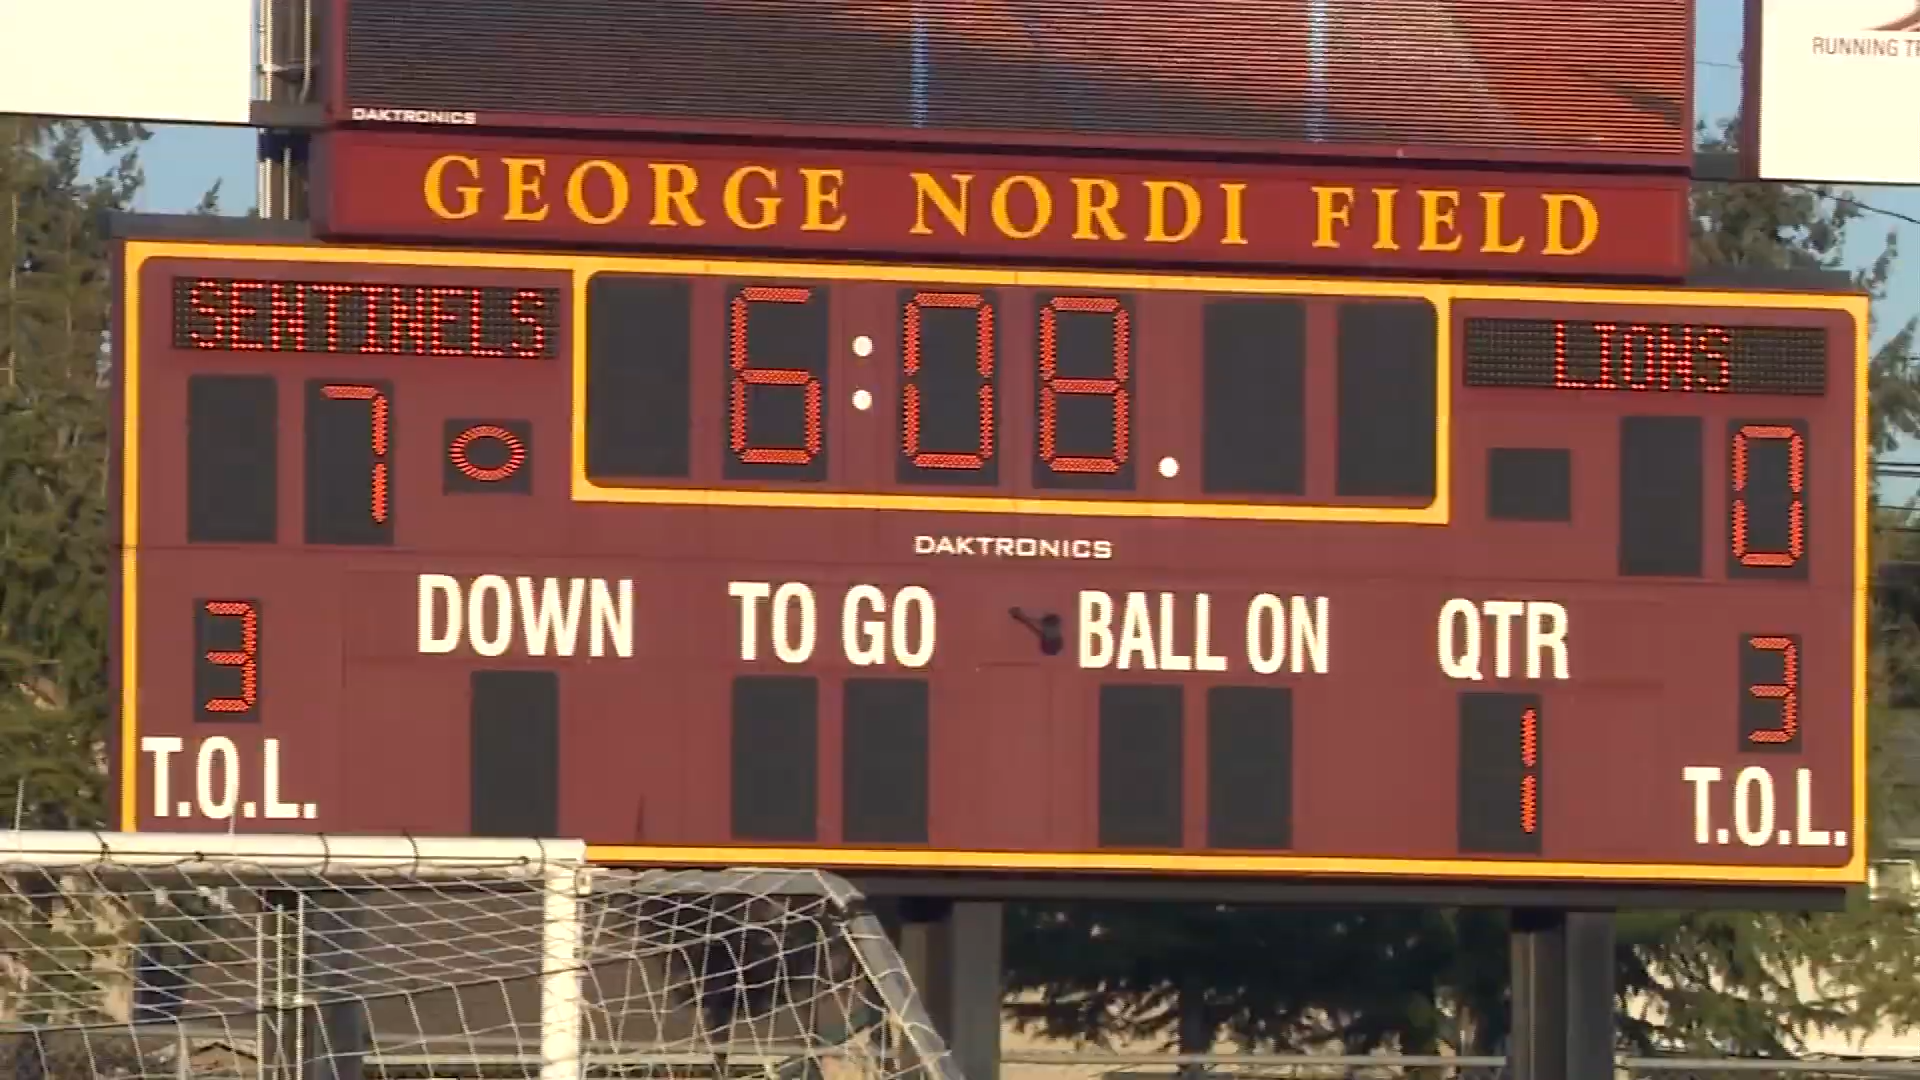 RUNNING
DAKTRONICS
GEORGE NORDI FIELD
SENTINELS 6:08. LIONS
7 0 0
DAKTRONICS
DOWN TO GO BALL ON QTR
3 1 3
T.O.L. T.O.L.